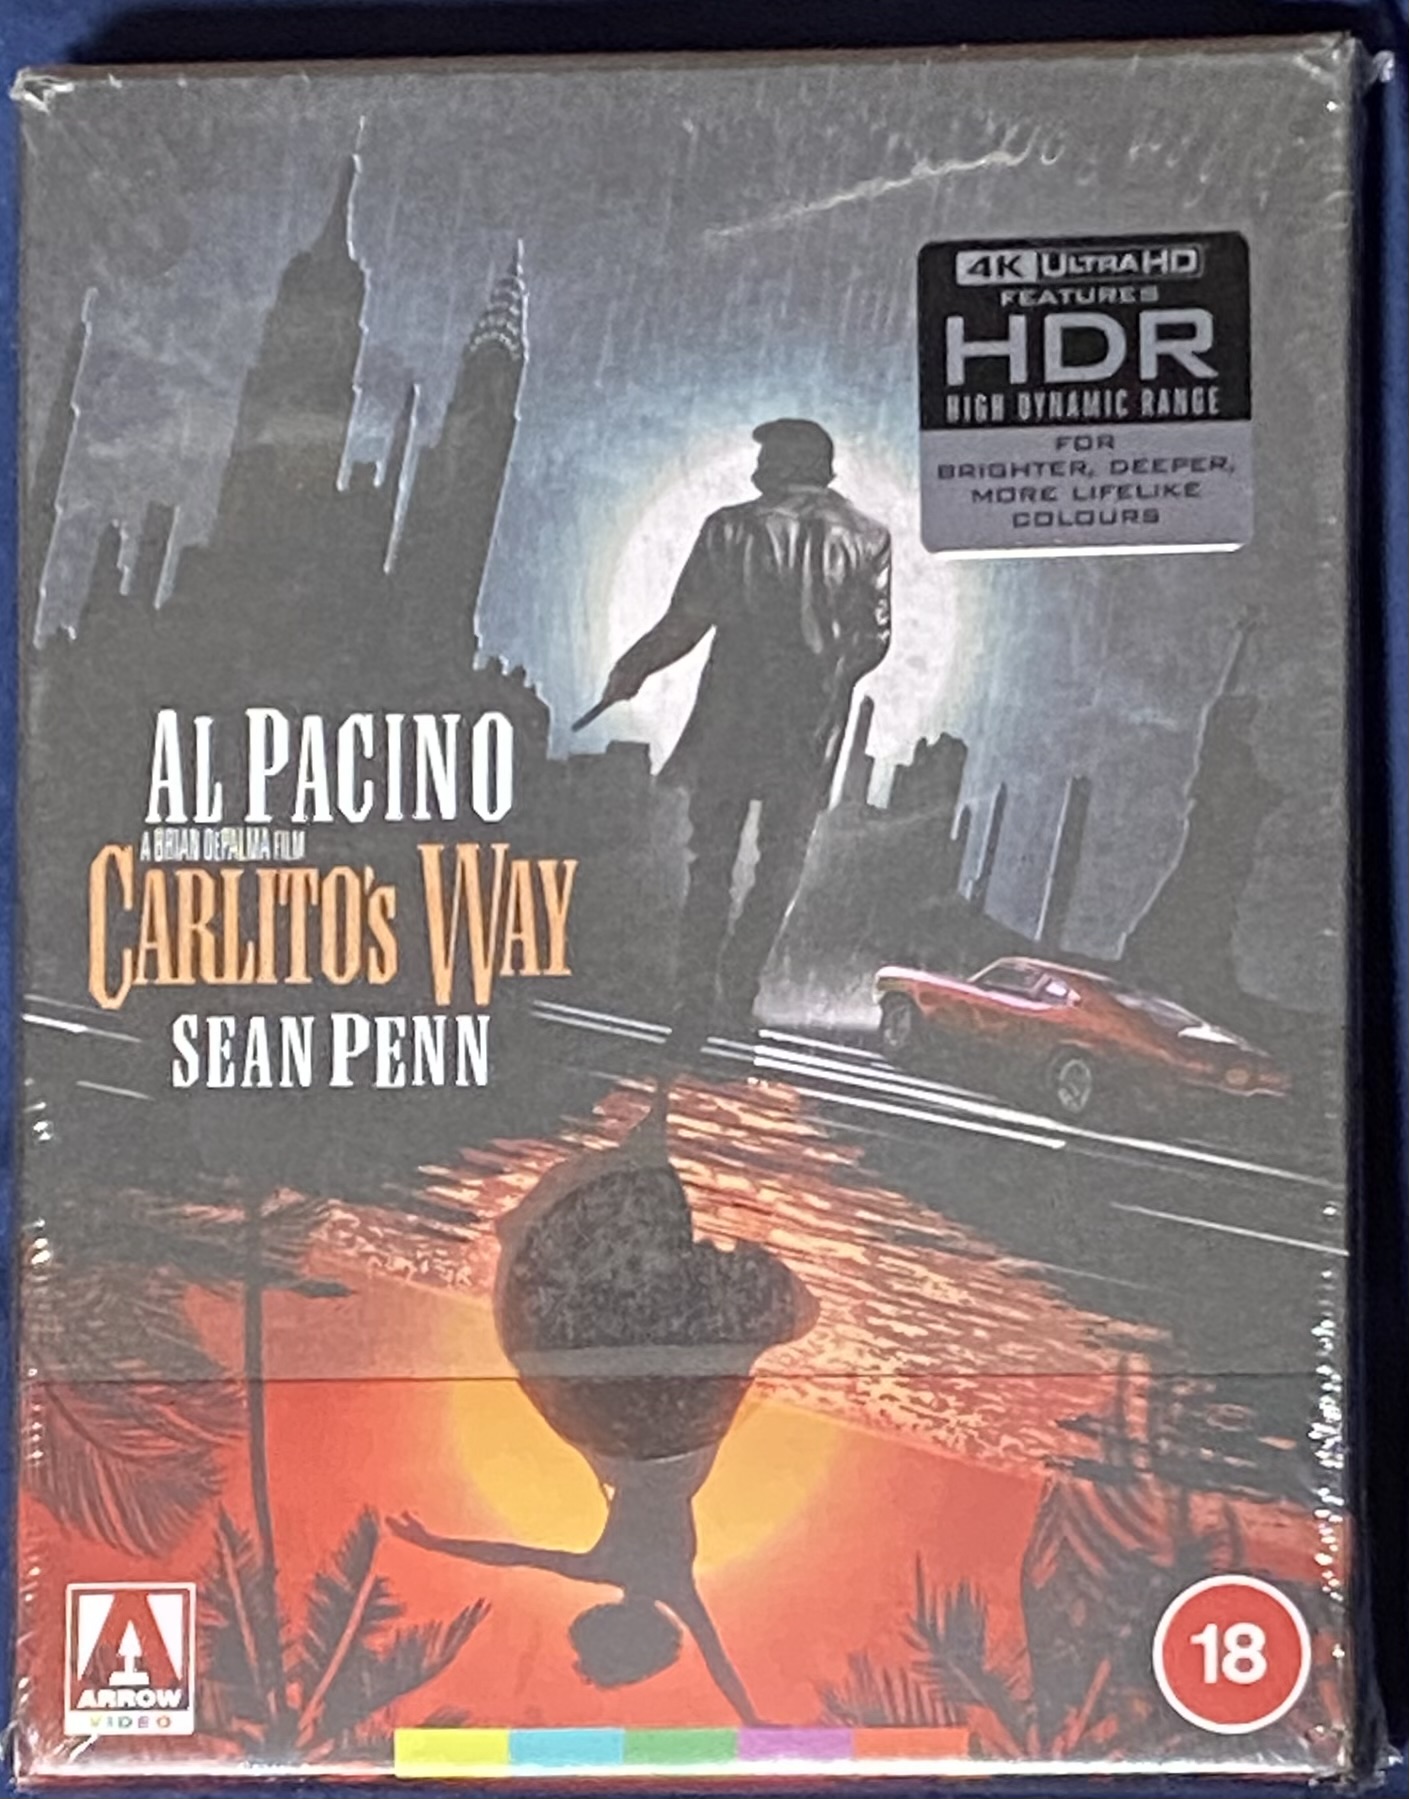 4K ULTRA HD
FEATURES
HDR
HIGH DYNAMIC RANGE
FOR
BRIGHTER, DEEPER,
MORE LIFELIKE
COLOURS
AL PACINO
A BRIAN DEPALMA FILM
CARLITO'S WAY
SEAN PENN
ARROW
VIDEO
18